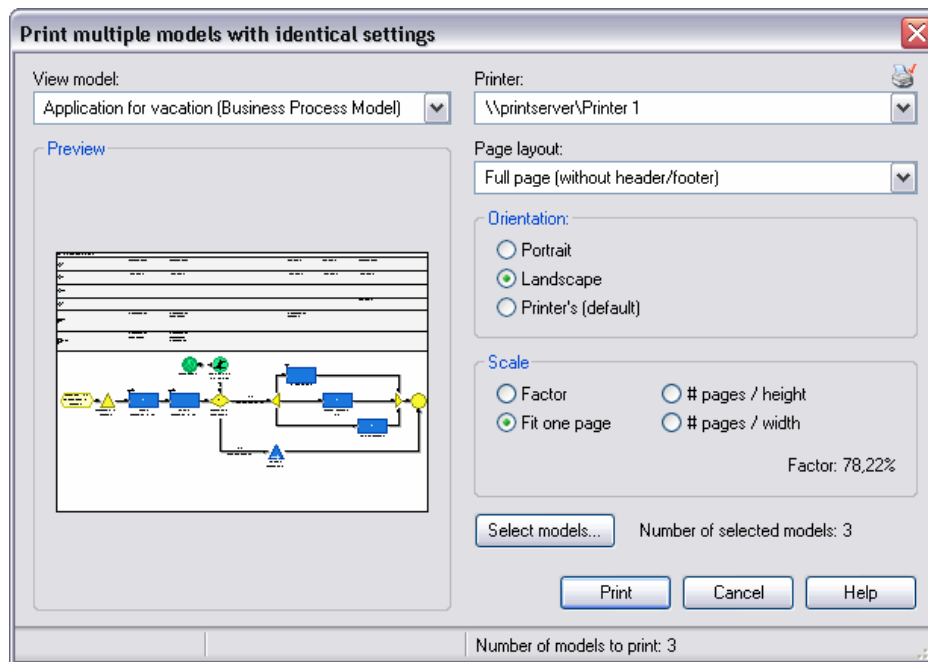 Print multiple models with identical settings
View model:
Application for vacation (Business Process Model)
Preview
Printer:
\\printserver\Printer 1
Page layout:
Full page (without header/footer)
Orientation:
Portrait
Landscape
Printer's (default)
Scale
Factor
# pages / height
Fit one page
# pages / width
Factor: 78,22%
Select models...
Number of selected models: 3
Print
Cancel
Help
Number of models to print: 3